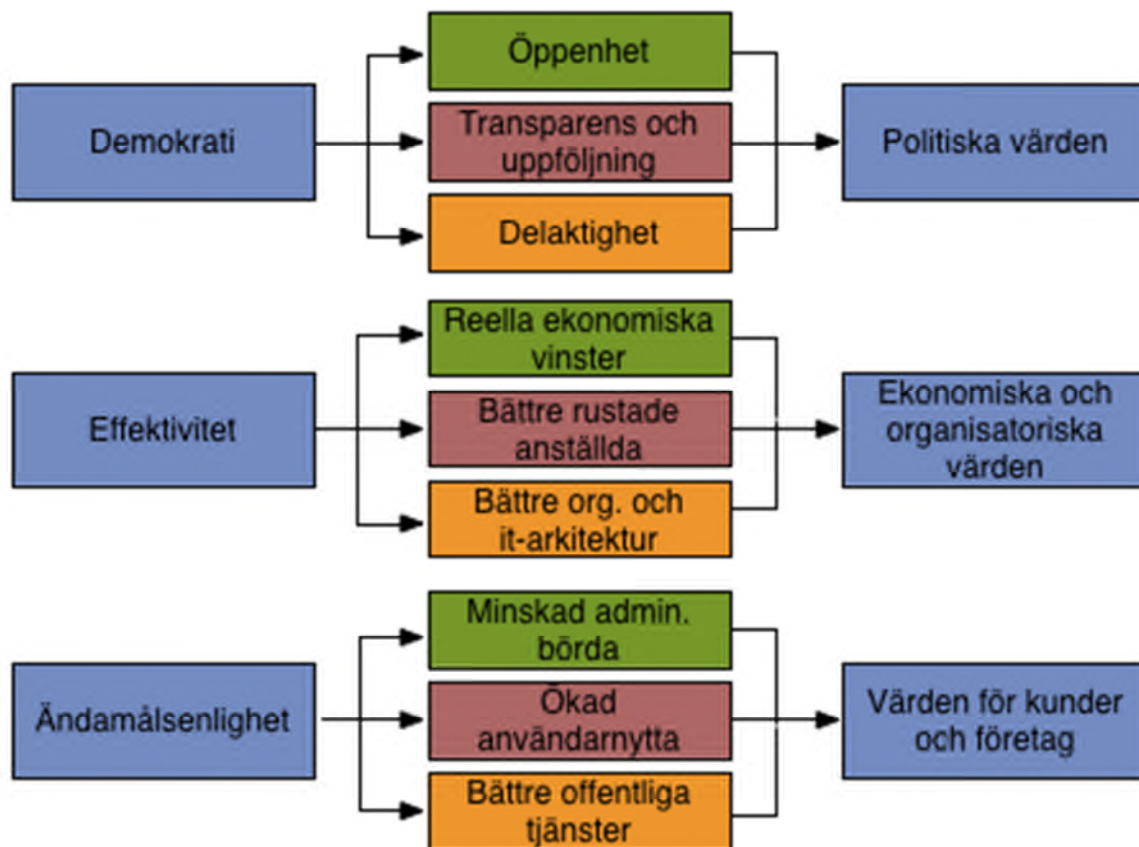 Demokrati
Öppenhet
Transparens och
uppföljning
Delaktighet
Politiska värden
Effektivitet
Reella ekonomiska
vinster
Bättre rustade
anställda
Bättre org. och
it-arkitektur
Ekonomiska och
organisatoriska
värden
Ändamålsenlighet
Minskad admin.
börda
Ökad
användarnytta
Bättre offentliga
tjänster
Värden för kunder
och företag